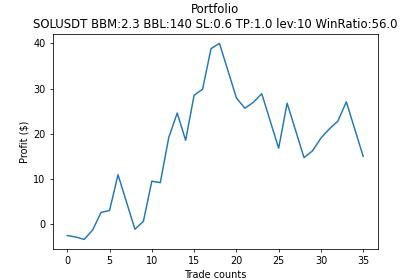 Portfolio
SOLUSDT BBM:2.3 BBL:140 SL:0.6 TP:1.0 lev:10 WinRatio:56.0
40
30
20
10
0
Profit ($)
0 5 10 15 20 25 30 35
Trade counts